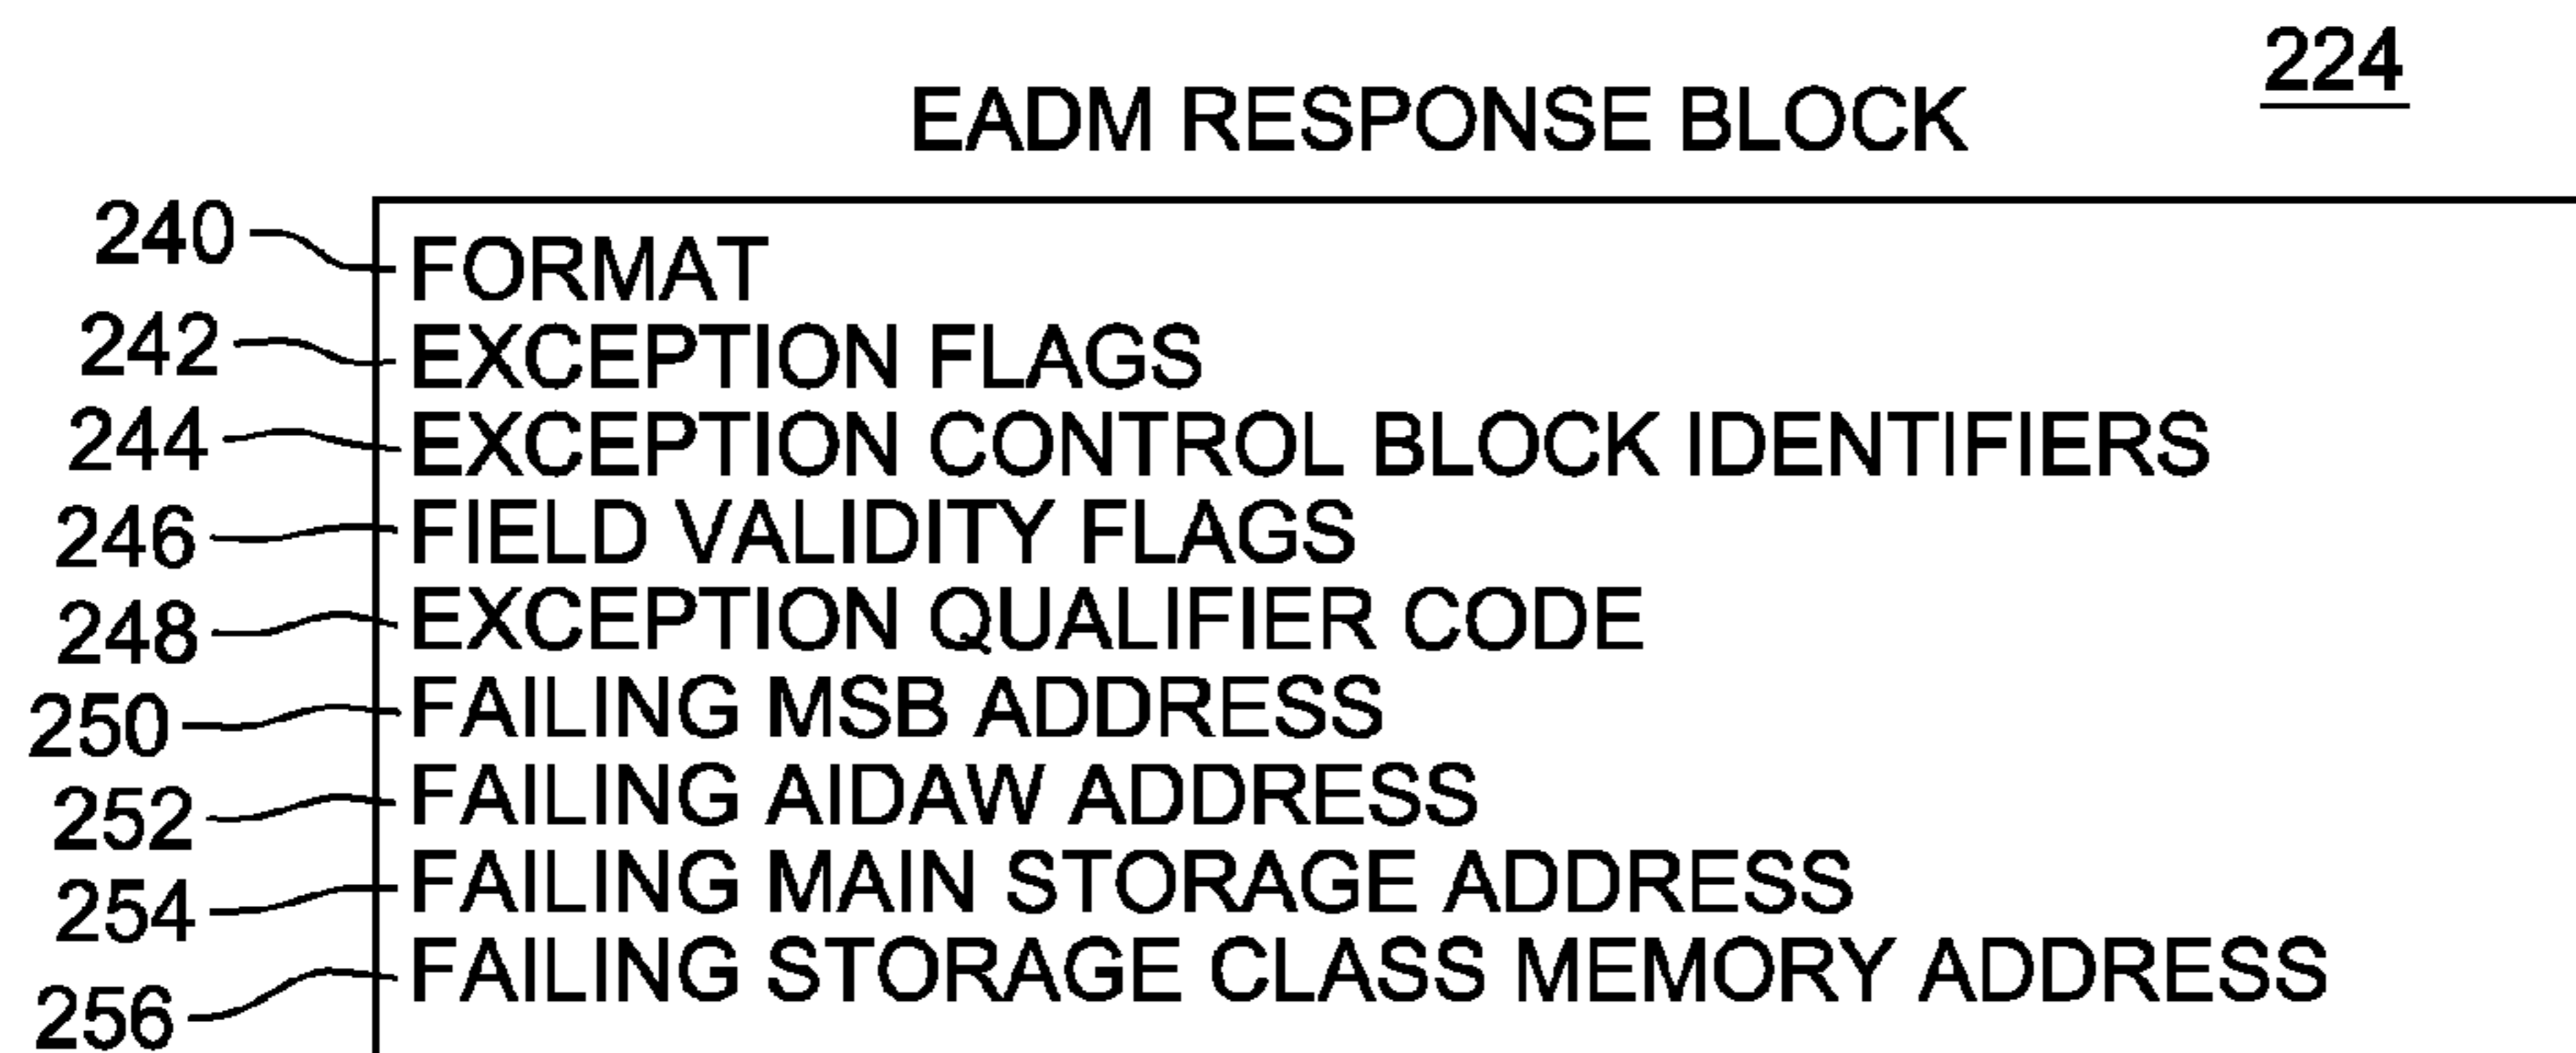 224
EADM RESPONSE BLOCK
240 FORMAT
242 EXCEPTION FLAGS
244 EXCEPTION CONTROL BLOCK IDENTIFIERS
246 FIELD VALIDITY FLAGS
248 EXCEPTION QUALIFIER CODE
250 FAILING MSB ADDRESS
252 FAILING AIDAW ADDRESS
254 FAILING MAIN STORAGE ADDRESS
256 FAILING STORAGE CLASS MEMORY ADDRESS